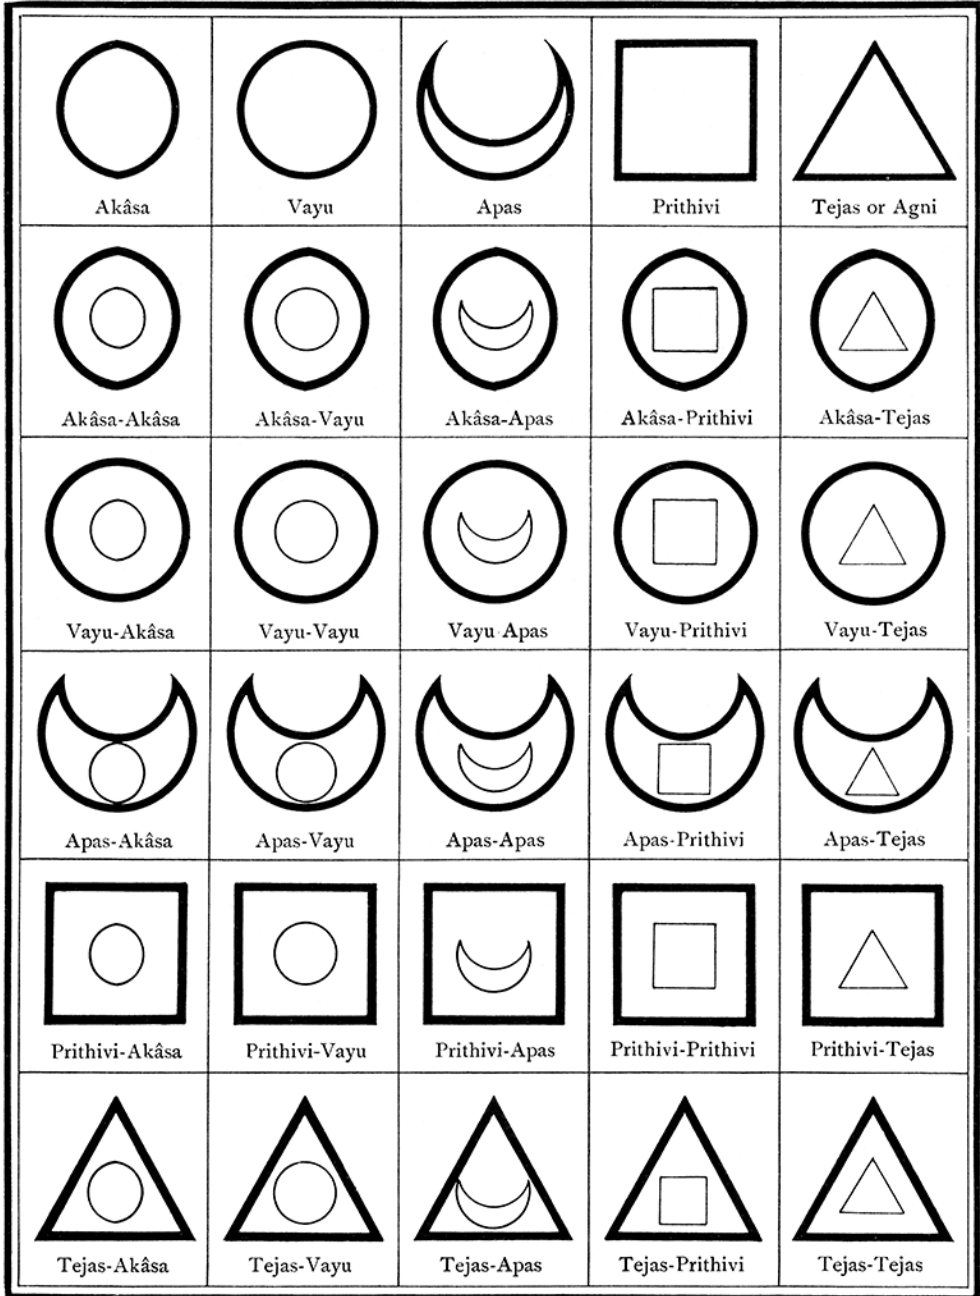 Akâsa
Vayu
Apas
Prithivi
Tejas or Agni
Akâsa-Akâsa
Akâsa-Vayu
Akâsa-Apas
Akâsa-Prithivi
Akâsa-Tejas
Vayu-Akâsa
Vayu-Vayu
Vayu-Apas
Vayu-Prithivi
Vayu-Tejas
Apas-Akâsa
Apas-Vayu
Apas-Apas
Apas-Prithivi
Apas-Tejas
Prithivi-Akâsa
Prithivi-Vayu
Prithivi-Apas
Prithivi-Prithivi
Prithivi-Tejas
Tejas-Akâsa
Tejas-Vayu
Tejas-Apas
Tejas-Prithivi
Tejas-Tejas